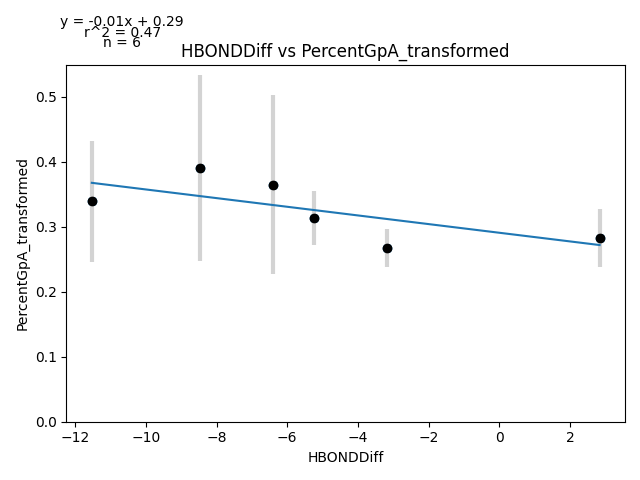 y = -0.01x + 0.29
r^2 = 0.47
n = 6
HBONDDiff vs PercentGpA_transformed
PercentGpA_transformed
0.5
0.4
0.3
0.2
0.1
0.0
−12
−10
−8
−6
−4
−2
0
2
HBONDDiff